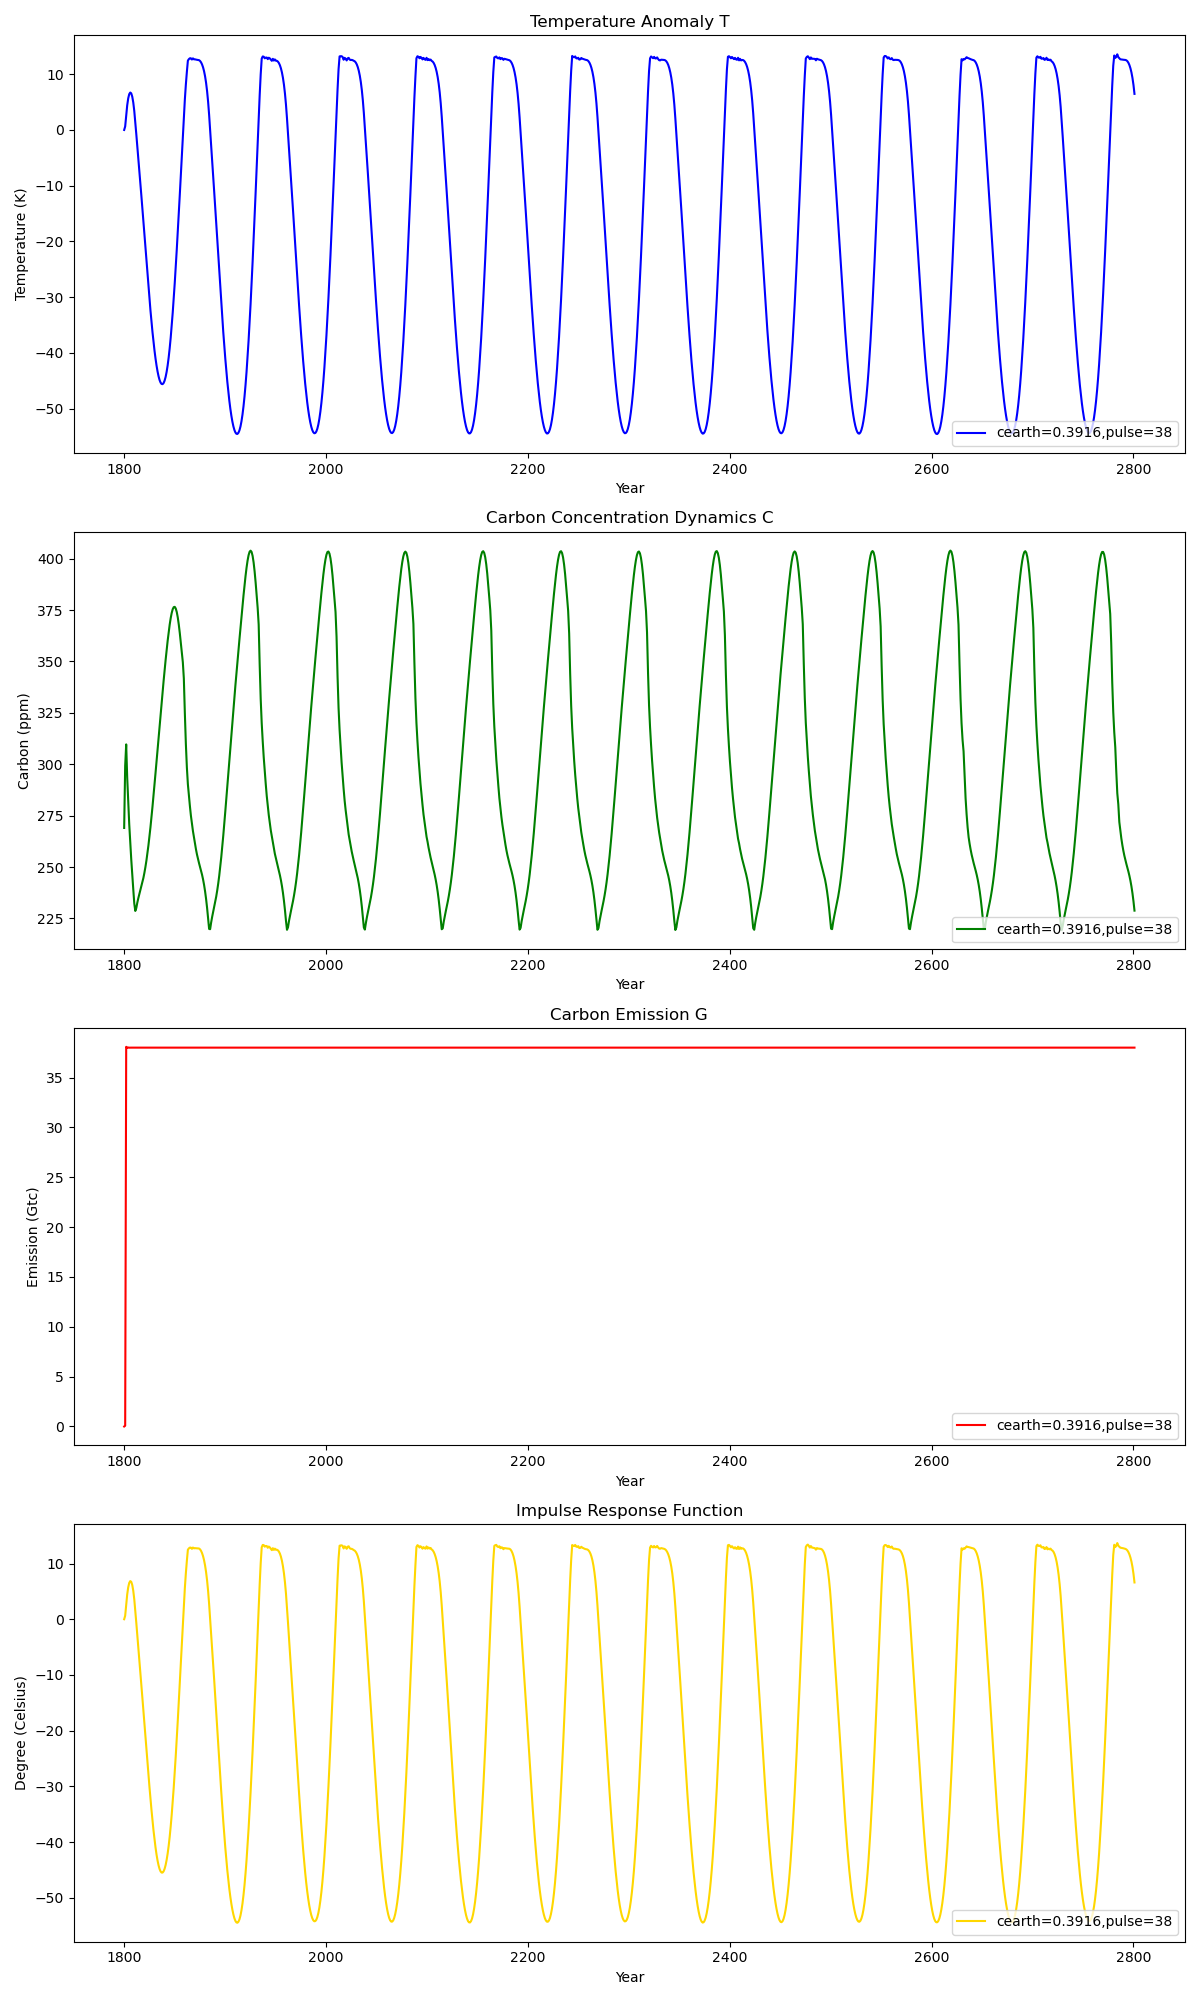 Temperature Anomaly T
10
0
−10
−20
−30
−40
−50
Temperature (K)
cearth=0.3916,pulse=38
1800 2000 2200 2400 2600 2800
Year
Carbon Concentration Dynamics C
400
375
350
325
300
275
250
225
Carbon (ppm)
cearth=0.3916,pulse=38
1800 2000 2200 2400 2600 2800
Year
Carbon Emission G
35
30
25
20
15
10
5
0
Emission (Gtc)
cearth=0.3916,pulse=38
1800 2000 2200 2400 2600 2800
Year
Impulse Response Function
10
0
−10
−20
−30
−40
−50
Degree (Celsius)
cearth=0.3916,pulse=38
1800 2000 2200 2400 2600 2800
Year